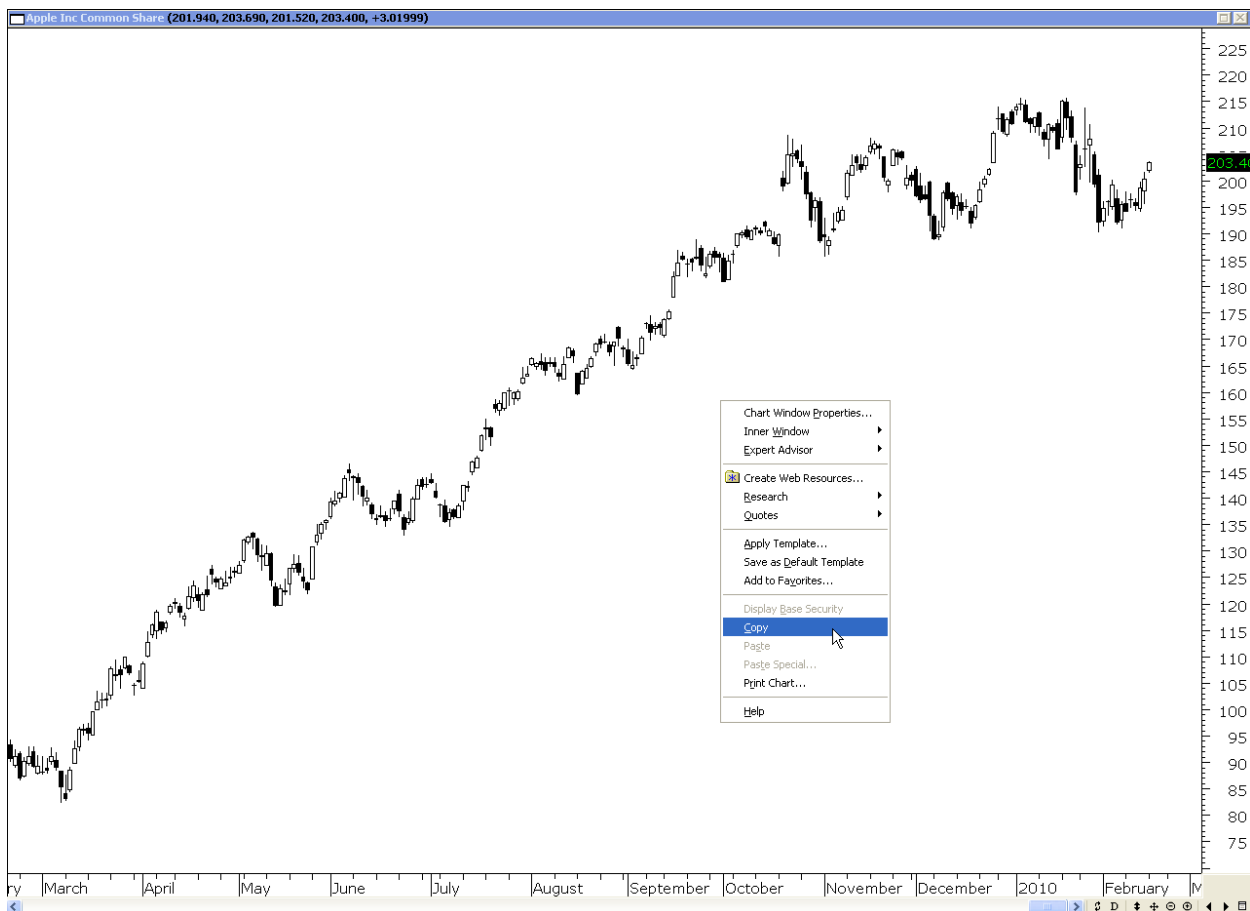 Apple Inc Common Share (201.940, 203.690, 201.520, 203.400, +3.01999)
225
220
215
210
203.40
200
195
190
185
180
175
170
165
160
155
150
145
140
135
130
125
120
115
110
105
100
95
90
85
80
75
Chart Window Properties...
Inner Window
Expert Advisor
Create Web Resources...
Research
Quotes
Apply Template...
Save as Default Template
Add to Favorites...
Display Base Security
Copy
Paste
Paste Special...
Print Chart...
Help
ry March April May June July August September October November December 2010 February M
D